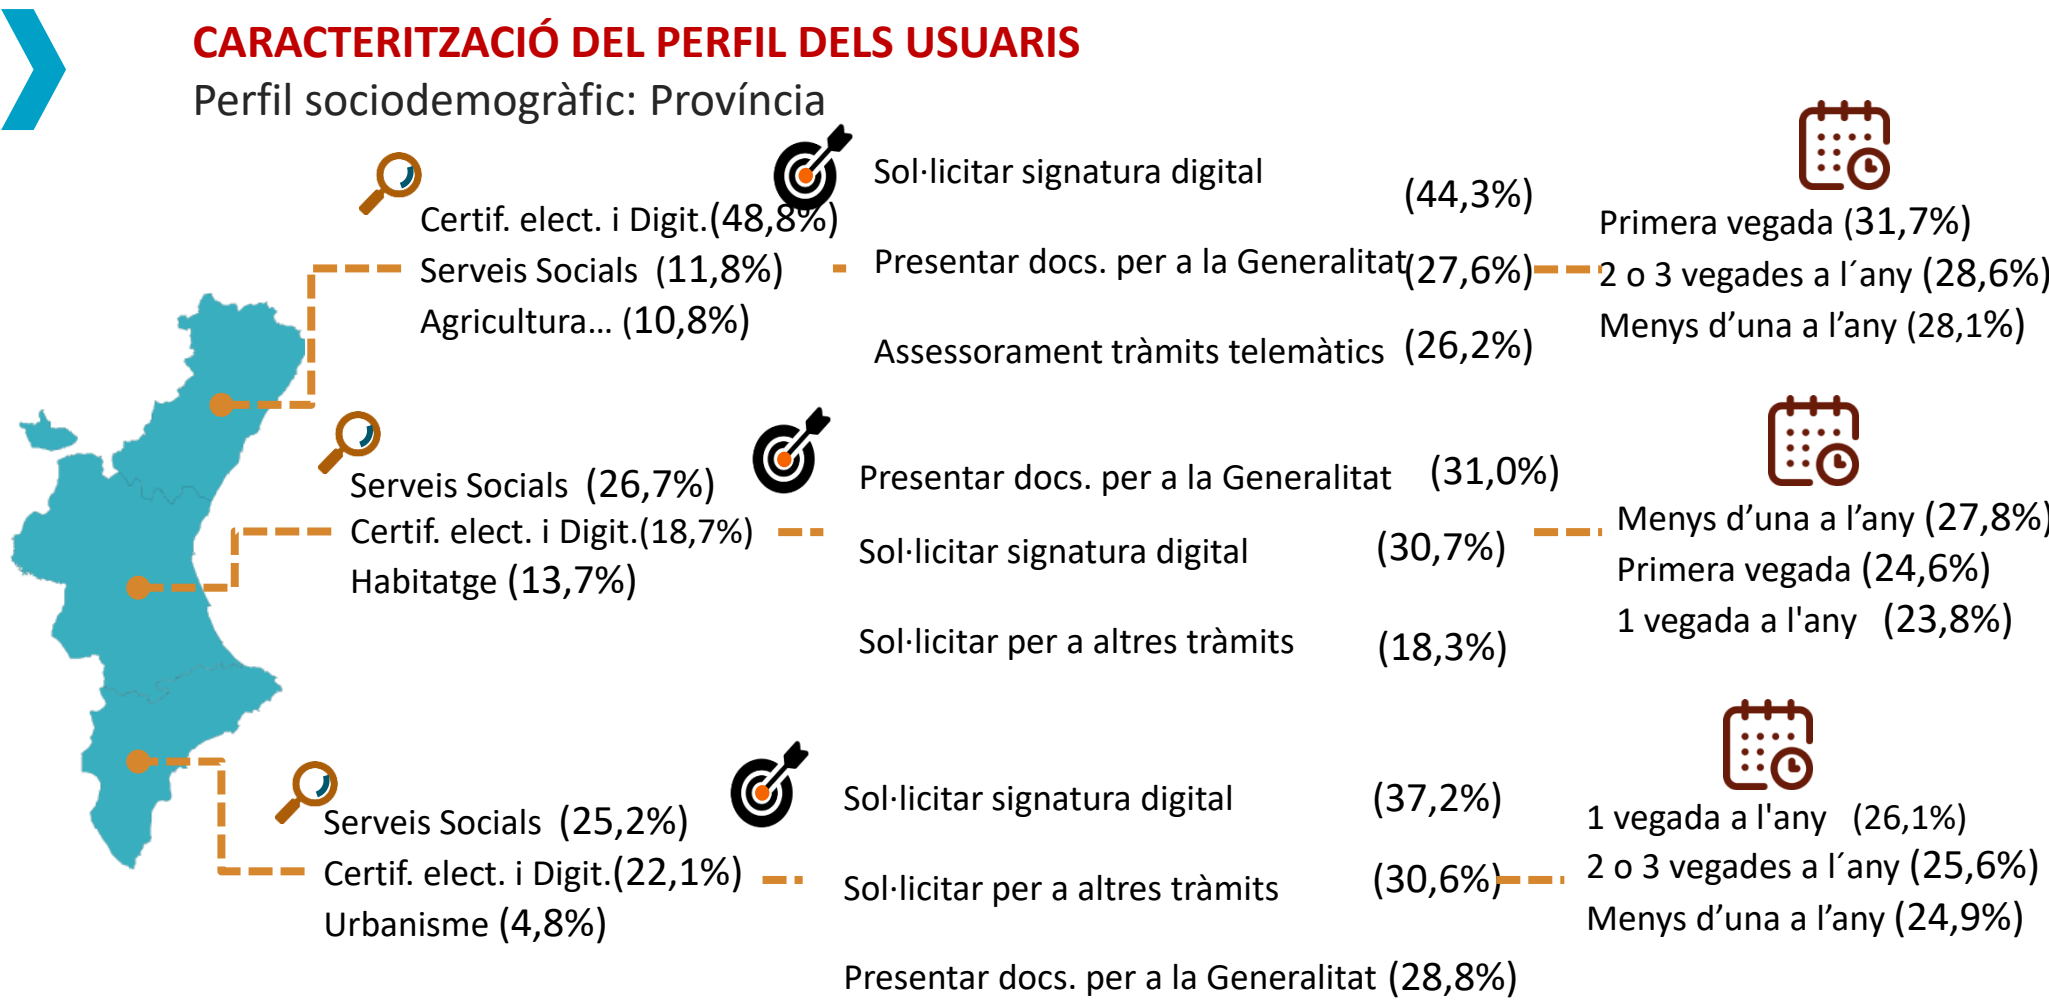 CARACTERITZACIÓ DEL PERFIL DELS USUARIS
Perfil sociodemogràfic: Província
Certif. elect. i Digit.(48,8%)
Serveis Socials (11,8%)
Agricultura... (10,8%)
Sol·licitar signatura digital (44,3%)
Presentar docs. per a la Generalitat (27,6%)
Assessorament tràmits telemàtics (26,2%)
Primera vegada (31,7%)
2 o 3 vegades a l´any (28,6%)
Menys d’una a l’any (28,1%)
Serveis Socials (26,7%)
Certif. elect. i Digit.(18,7%)
Habitatge (13,7%)
Presentar docs. per a la Generalitat (31,0%)
Sol·licitar signatura digital (30,7%)
Sol·licitar per a altres tràmits (18,3%)
Menys d’una a l’any (27,8%)
Primera vegada (24,6%)
1 vegada a l'any (23,8%)
Serveis Socials (25,2%)
Certif. elect. i Digit.(22,1%)
Urbanisme (4,8%)
Sol·licitar signatura digital (37,2%)
Sol·licitar per a altres tràmits (30,6%)
Presentar docs. per a la Generalitat (28,8%)
1 vegada a l'any (26,1%)
2 o 3 vegades a l´any (25,6%)
Menys d’una a l’any (24,9%)